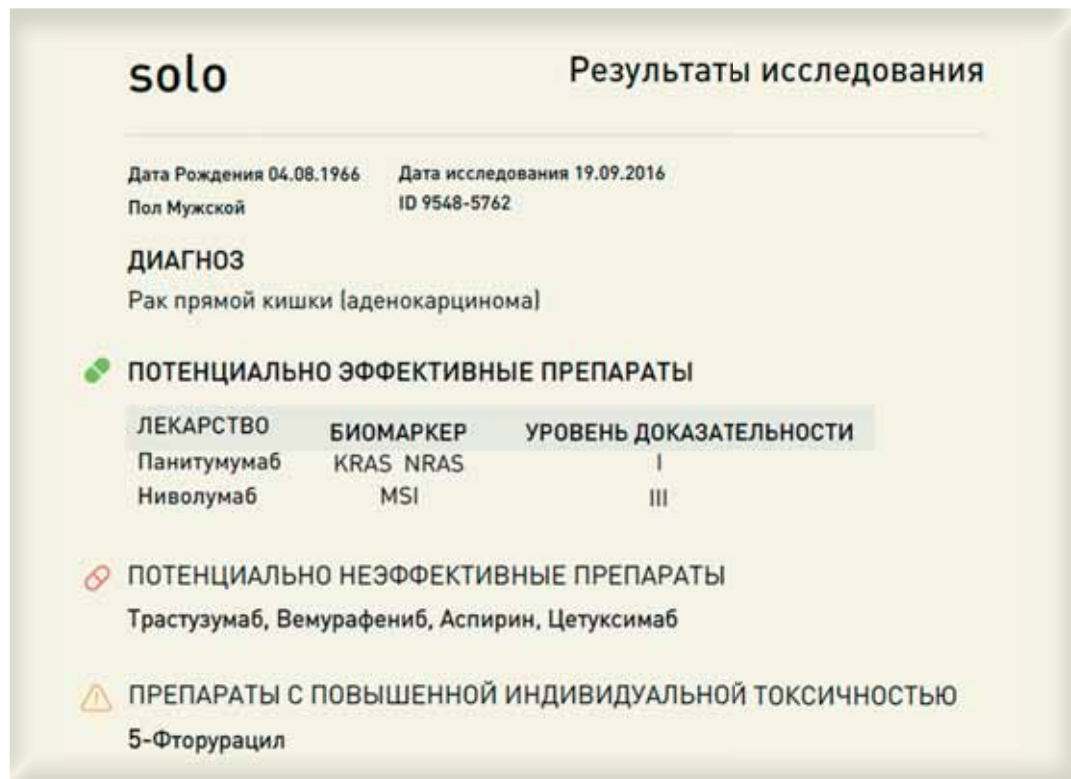 solo
Результаты исследования
Дата Рождения 04.08.1966 Дата исследования 19.09.2016
Пол Мужской ID 9548-5762
ДИАГНОЗ
Рак прямой кишки (аденокарцинома)
ПОТЕНЦИАЛЬНО ЭФФЕКТИВНЫЕ ПРЕПАРАТЫ
ЛЕКАРСТВО БИОМАРКЕР УРОВЕНЬ ДОКАЗАТЕЛЬНОСТИ
Панитумумаб KRAS NRAS I
Ниволумаб MSI III
ПОТЕНЦИАЛЬНО НЕЭФФЕКТИВНЫЕ ПРЕПАРАТЫ
Трастузумаб, Вемурафениб, Аспирин, Цетуксимаб
ПРЕПАРАТЫ С ПОВЫШЕННОЙ ИНДИВИДУАЛЬНОЙ ТОКСИЧНОСТЬЮ
5-Фторурацил